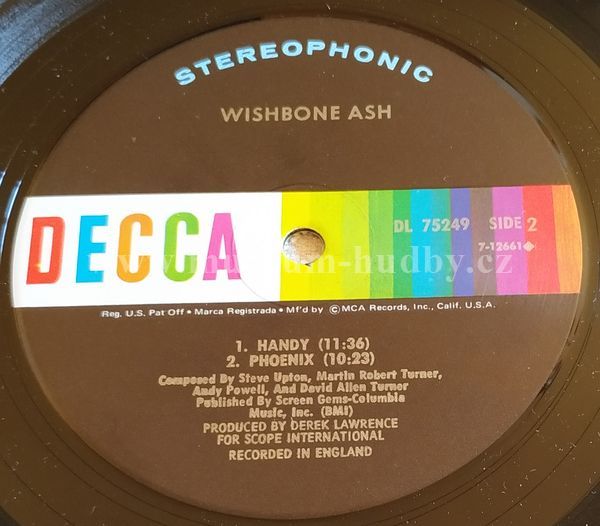 STEREOPHONIC
WISHBONE ASH
DECCA
DL 75249 SIDE 2
7-12661
Reg. U.S. Pat Off • Marca Registrada • Mf'd by ©MCA Records, Inc., Calif. U.S.A.
1. HANDY (11:36)
2. PHOENIX (10:23)
Composed By Steve Upton, Martin Robert Turner,
Andy Powell, And David Allen Turner
Published By Screen Gems-Columbia
Music, Inc. (BMI)
PRODUCED BY DEREK LAWRENCE
FOR SCOPE INTERNATIONAL
RECORDED IN ENGLAND